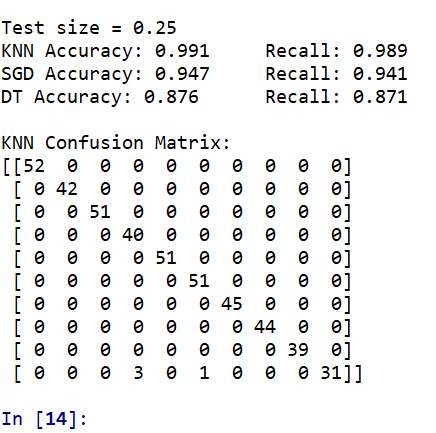 Test size = 0.25
KNN Accuracy: 0.991      Recall: 0.989
SGD Accuracy: 0.947      Recall: 0.941
DT Accuracy: 0.876      Recall: 0.871
KNN Confusion Matrix:
[[52  0  0  0  0  0  0  0  0  0]
 [ 0 42  0  0  0  0  0  0  0  0]
 [ 0  0 51  0  0  0  0  0  0  0]
 [ 0  0  0 40  0  0  0  0  0  0]
 [ 0  0  0  0 51  0  0  0  0  0]
 [ 0  0  0  0  0 51  0  0  0  0]
 [ 0  0  0  0  0  0 45  0  0  0]
 [ 0  0  0  0  0  0  0 44  0  0]
 [ 0  0  0  0  0  0  0  0 39  0]
 [ 0  0  0  3  0  1  0  0  0 31]]
In [14]: